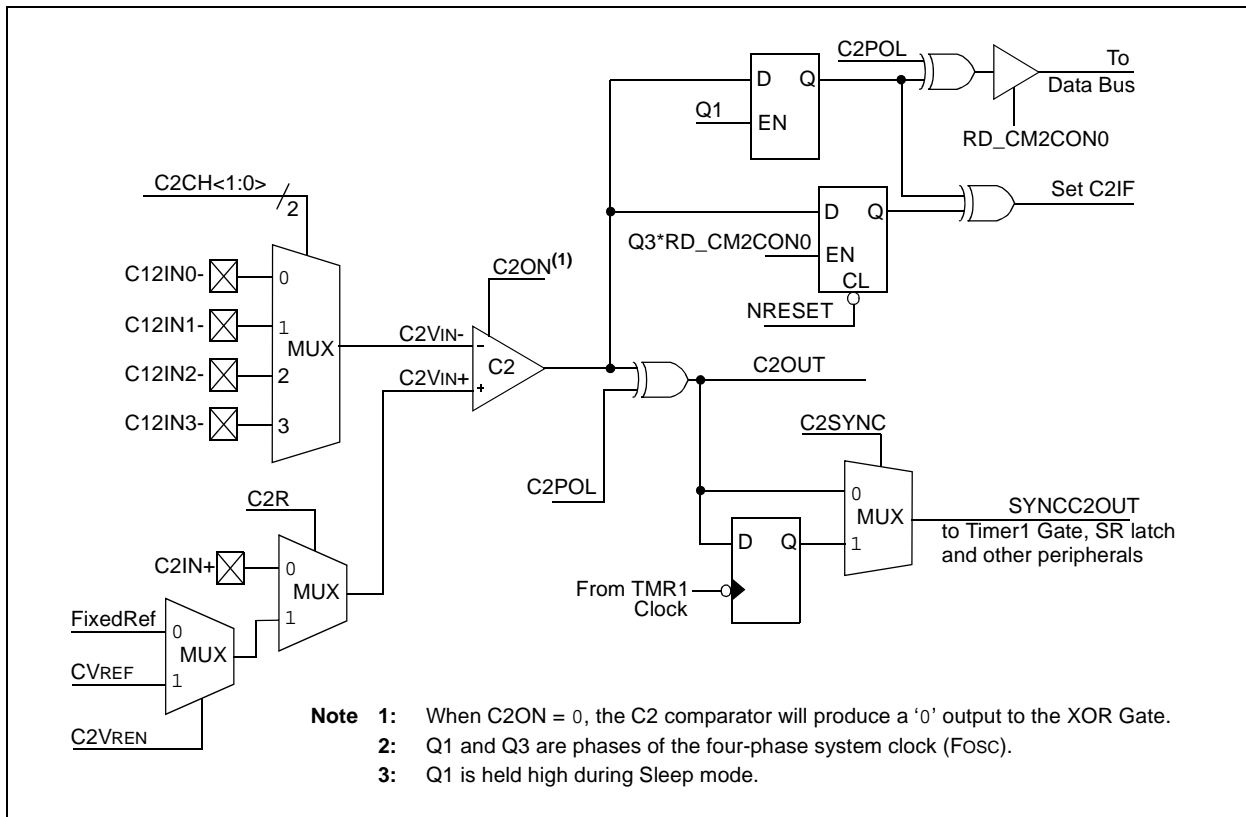 C2POL
To
Data Bus
D Q
Q1
EN
RD_CM2CON0
C2CH<1:0>
2
Set C2IF
D Q
Q3*RD_CM2CON0
EN
CL
NRESET
C2ON(1)
C12IN0-
0
C12IN1-
1
MUX
C12IN2-
2
C12IN3-
3
C2VIN-
-
C2
C2VIN+
+
C2OUT
C2POL
C2SYNC
0
MUX
1
SYNCC2OUT
to Timer1 Gate, SR latch
and other peripherals
D Q
From TMR1
Clock
C2R
C2IN+
0
MUX
1
FixedRef
0
MUX
CVREF
1
C2VREN
Note 1: When C2ON = 0, the C2 comparator will produce a ‘0’ output to the XOR Gate.
2: Q1 and Q3 are phases of the four-phase system clock (FOSC).
3: Q1 is held high during Sleep mode.